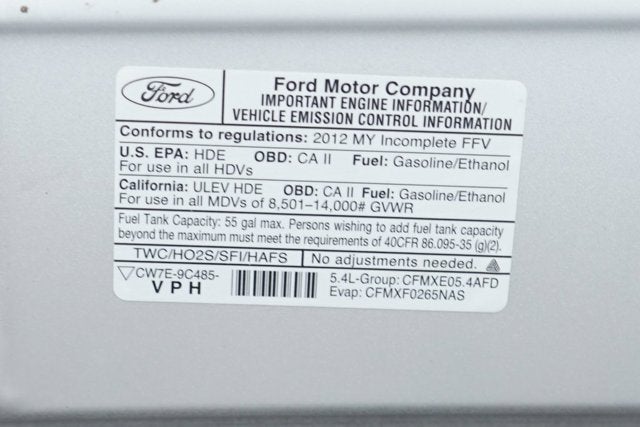 Ford
Ford Motor Company
IMPORTANT ENGINE INFORMATION/
VEHICLE EMISSION CONTROL INFORMATION
Conforms to regulations: 2012 MY Incomplete FFV
U.S. EPA: HDE OBD: CA II Fuel: Gasoline/Ethanol
For use in all HDVs
California: ULEV HDE OBD: CA II Fuel: Gasoline/Ethanol
For use in all MDVs of 8,501-14,000# GVWR
Fuel Tank Capacity: 55 gal max. Persons wishing to add fuel tank capacity
beyond the maximum must meet the requirements of 40CFR 86.095-35 (g)(2).
TWC/HO2S/SFI/HAFS No adjustments needed.
CW7E-9C485- 5.4L-Group: CFMXE05.4AFD
VPH Evap: CFMXF0265NAS